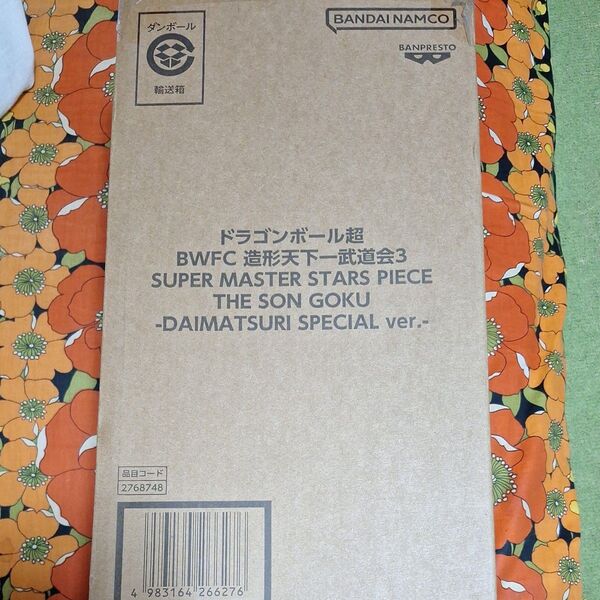 ダンボール
輸送箱
BANDAI NAMCO
BANPRESTO
ドラゴンボール超
BWFC 造形天下一武道会3
SUPER MASTER STARS PIECE
THE SON GOKU
-DAIMATSURI SPECIAL ver.-
品目コード
2768748
4 983164 266276